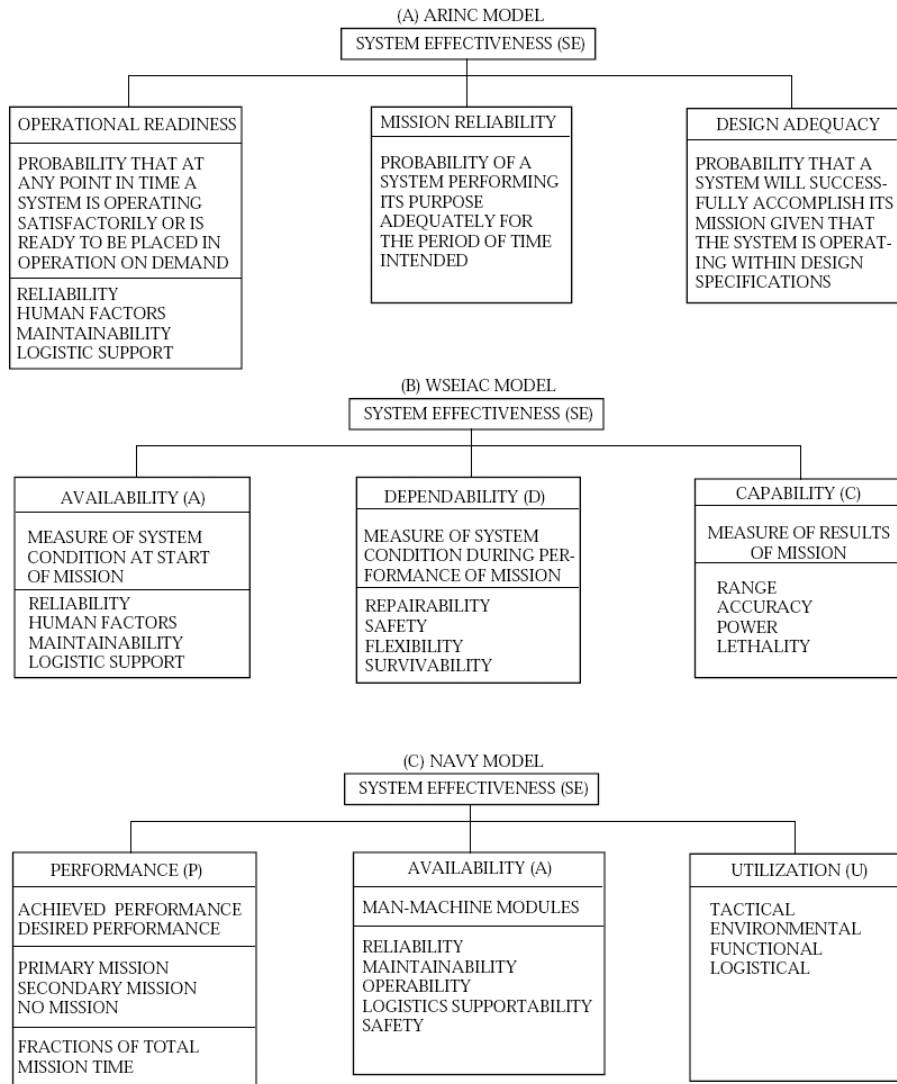 (A) ARINC MODEL
SYSTEM EFFECTIVENESS (SE)
OPERATIONAL READINESS
PROBABILITY THAT AT
ANY POINT IN TIME A
SYSTEM IS OPERATING
SATISFACTORILY OR IS
READY TO BE PLACED IN
OPERATION ON DEMAND
RELIABILITY
HUMAN FACTORS
MAINTAINABILITY
LOGISTIC SUPPORT
MISSION RELIABILITY
PROBABILITY OF A
SYSTEM PERFORMING
ITS PURPOSE
ADEQUATELY FOR
THE PERIOD OF TIME
INTENDED
DESIGN ADEQUACY
PROBABILITY THAT A
SYSTEM WILL SUCCESS-
FULLY ACCOMPLISH ITS
MISSION GIVEN THAT
THE SYSTEM IS OPERAT-
ING WITHIN DESIGN
SPECIFICATIONS
(B) WSEIAC MODEL
SYSTEM EFFECTIVENESS (SE)
AVAILABILITY (A)
MEASURE OF SYSTEM
CONDITION AT START
OF MISSION
RELIABILITY
HUMAN FACTORS
MAINTAINABILITY
LOGISTIC SUPPORT
DEPENDABILITY (D)
MEASURE OF SYSTEM
CONDITION DURING PER-
FORMANCE OF MISSION
REPAIRABILITY
SAFETY
FLEXIBILITY
SURVIVABILITY
CAPABILITY (C)
MEASURE OF RESULTS
OF MISSION
RANGE
ACCURACY
POWER
LETHALITY
(C) NAVY MODEL
SYSTEM EFFECTIVENESS (SE)
PERFORMANCE (P)
ACHIEVED PERFORMANCE
DESIRED PERFORMANCE
PRIMARY MISSION
SECONDARY MISSION
NO MISSION
FRACTIONS OF TOTAL
MISSION TIME
AVAILABILITY (A)
MAN-MACHINE MODULES
RELIABILITY
MAINTAINABILITY
OPERABILITY
LOGISTICS SUPPORTABILITY
SAFETY
UTILIZATION (U)
TACTICAL
ENVIRONMENTAL
FUNCTIONAL
LOGISTICAL